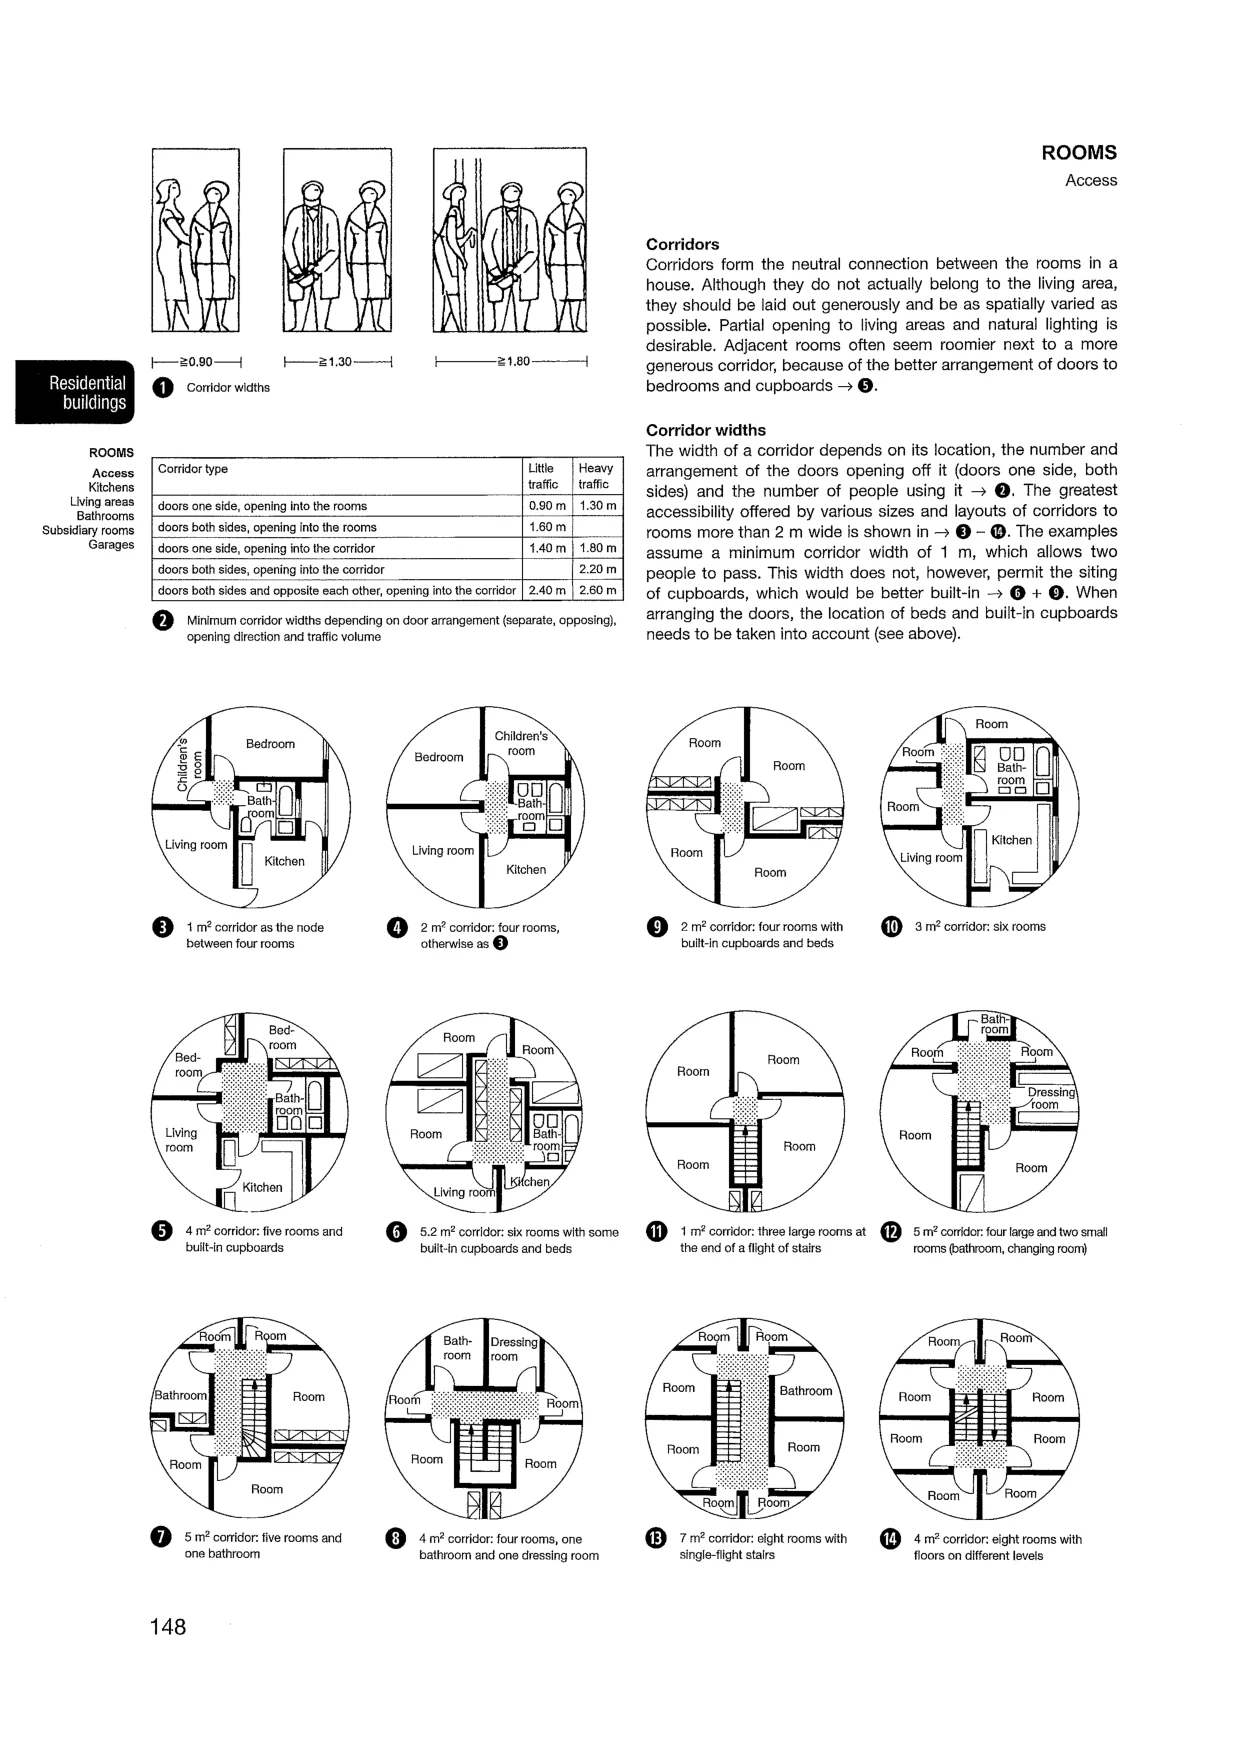 ROOMS
Access
≧0.90
≧1.30
≧1.80
❶ Corridor widths
Residential
buildings
ROOMS
Access
Kitchens
Living areas
Bathrooms
Subsidiary rooms
Garages
Corridor type Little traffic Heavy traffic
doors one side, opening into the rooms 0.90 m 1.30 m
doors both sides, opening into the rooms 1.60 m
doors one side, opening into the corridor 1.40 m 1.80 m
doors both sides, opening into the corridor 2.20 m
doors both sides and opposite each other, opening into the corridor 2.40 m 2.60 m
❷ Minimum corridor widths depending on door arrangement (separate, opposing),
opening direction and traffic volume
Corridors
Corridors form the neutral connection between the rooms in a
house. Although they do not actually belong to the living area,
they should be laid out generously and be as spatially varied as
possible. Partial opening to living areas and natural lighting is
desirable. Adjacent rooms often seem roomier next to a more
generous corridor, because of the better arrangement of doors to
bedrooms and cupboards → ❺.
Corridor widths
The width of a corridor depends on its location, the number and
arrangement of the doors opening off it (doors one side, both
sides) and the number of people using it → ❷. The greatest
accessibility offered by various sizes and layouts of corridors to
rooms more than 2 m wide is shown in → ❸ – ⓮. The examples
assume a minimum corridor width of 1 m, which allows two
people to pass. This width does not, however, permit the siting
of cupboards, which would be better built-in → ❻ + ❾. When
arranging the doors, the location of beds and built-in cupboards
needs to be taken into account (see above).
Children's
room
Bedroom
Bath-
room
Living room
Kitchen
❸ 1 m² corridor as the node
between four rooms
Bedroom
Children's
room
Bath-
room
Living room
Kitchen
❹ 2 m² corridor: four rooms,
otherwise as ❸
Room
Room
Room
Room
❾ 2 m² corridor: four rooms with
built-in cupboards and beds
Room
Room
Bath-
room
Room
Kitchen
Living room
❿ 3 m² corridor: six rooms
Bed-
room
Bed-
room
Bath-
room
Living
room
Kitchen
❺ 4 m² corridor: five rooms and
built-in cupboards
Room
Room
Room
Bath-
room
Living room
Kitchen
❻ 5.2 m² corridor: six rooms with some
built-in cupboards and beds
Room
Room
Room
Room
⓫ 1 m² corridor: three large rooms at
the end of a flight of stairs
Bath-
room
Room
Room
Dressing
room
Room
Room
⓬ 5 m² corridor: four large and two small
rooms (bathroom, changing room)
Room
Room
Bathroom
Room
Room
Room
❼ 5 m² corridor: five rooms and
one bathroom
Bath-
room
Dressing
room
Room
Room
Room
Room
❽ 4 m² corridor: four rooms, one
bathroom and one dressing room
Room
Room
Room
Bathroom
Room
Room
Room
Room
⓭ 7 m² corridor: eight rooms with
single-flight stairs
Room
Room
Room
Room
Room
Room
Room
Room
⓮ 4 m² corridor: eight rooms with
floors on different levels
148